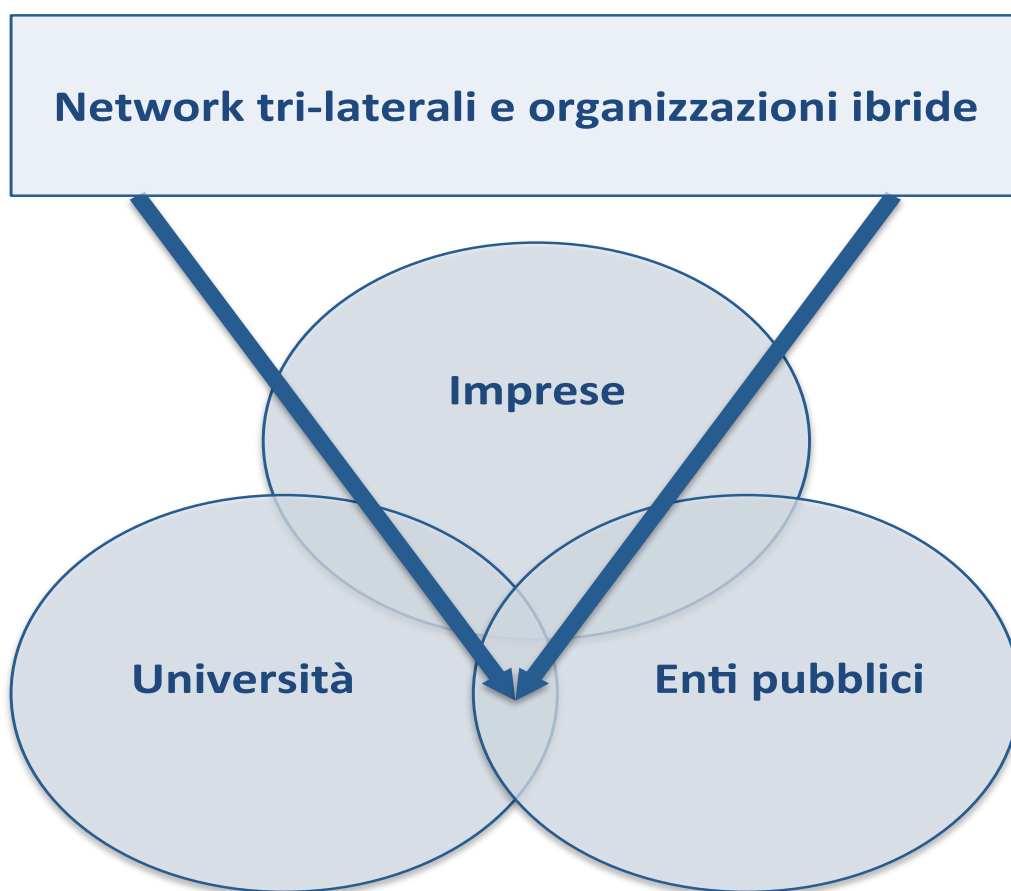 Network tri-laterali e organizzazioni ibride
Imprese
Università
Enti pubblici